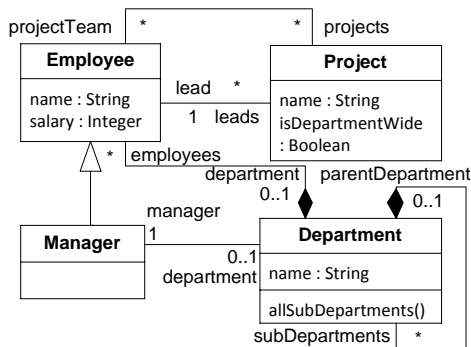 projectTeam * * projects
Employee
name : String
salary : Integer
lead *
1 leads
Project
name : String
isDepartmentWide
: Boolean
* employees
department
0..1
parentDepartment
0..1
manager
1
Manager
0..1
department
Department
name : String
allSubDepartments()
subDepartments *